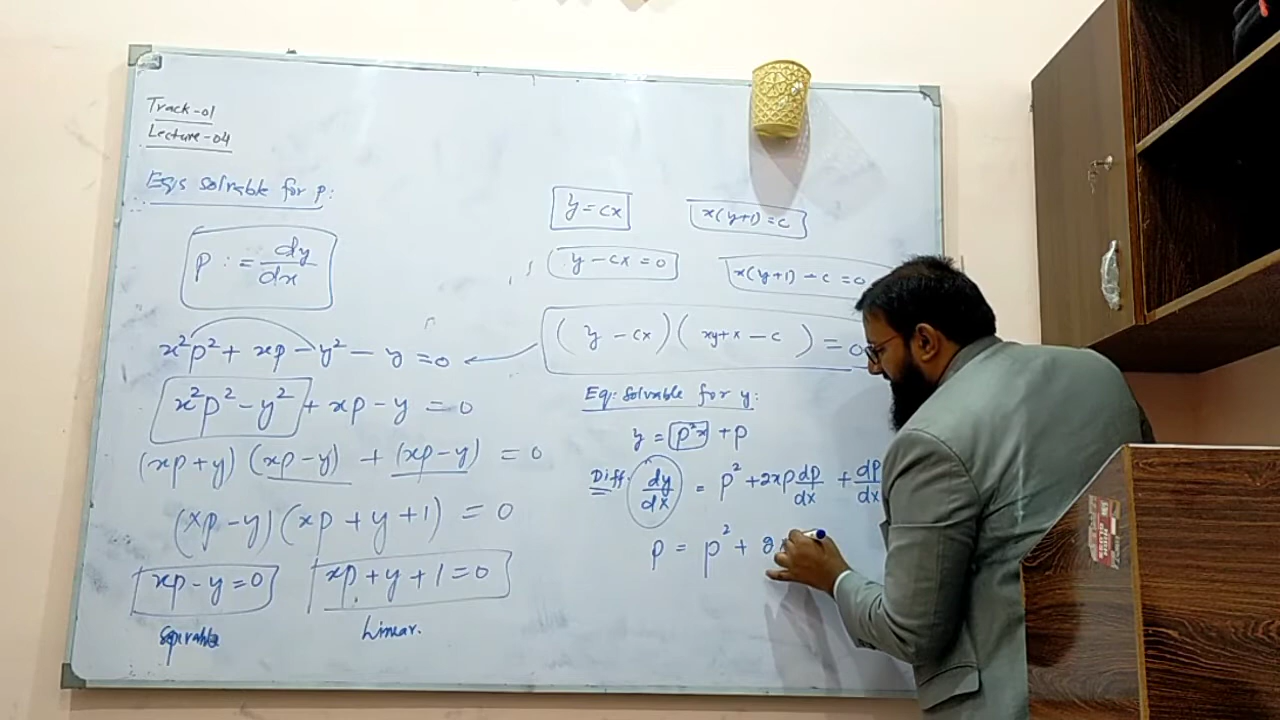 Track-01
Lecture-04
Eqs solvable for p:
p := dy/dx
x²p² + xp - y² - y = 0
x²p² - y² + xp - y = 0
(xp+y) (xp-y) + (xp-y) = 0
(xp-y)(xp+y+1) = 0
xp-y=0
xp+y+1=0
Linear.
y=cx
x(y+1)=c
y-cx=0
x(y+1)-c=0
(y-cx)(xy+x-c)=0
Eq: Solvable for y:
y = p²x + p
Diff. dy/dx = p² + 2xp dp/dx + dp/dx
p = p² + 2